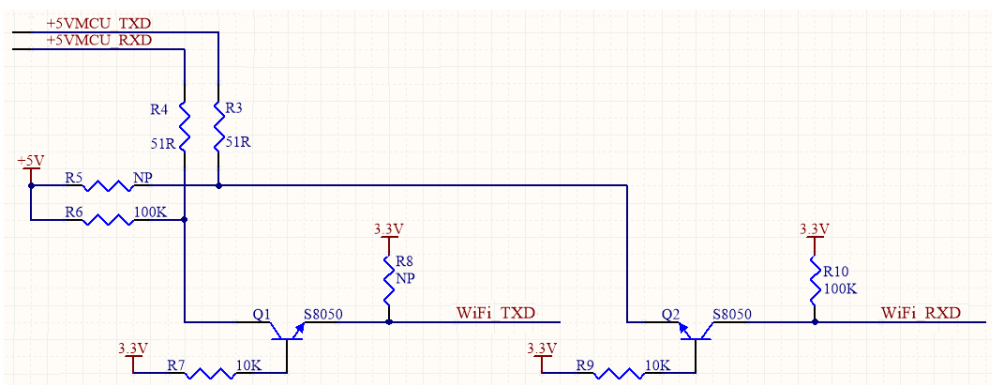 +5VMCU_TXD
+5VMCU_RXD
R4 R3
51R 51R
+5V
R5 NP
R6 100K
3.3V 3.3V
R8 R10
NP 100K
Q1 S8050 WiFi_TXD Q2 S8050 WiFi_RXD
3.3V R7 10K 3.3V R9 10K